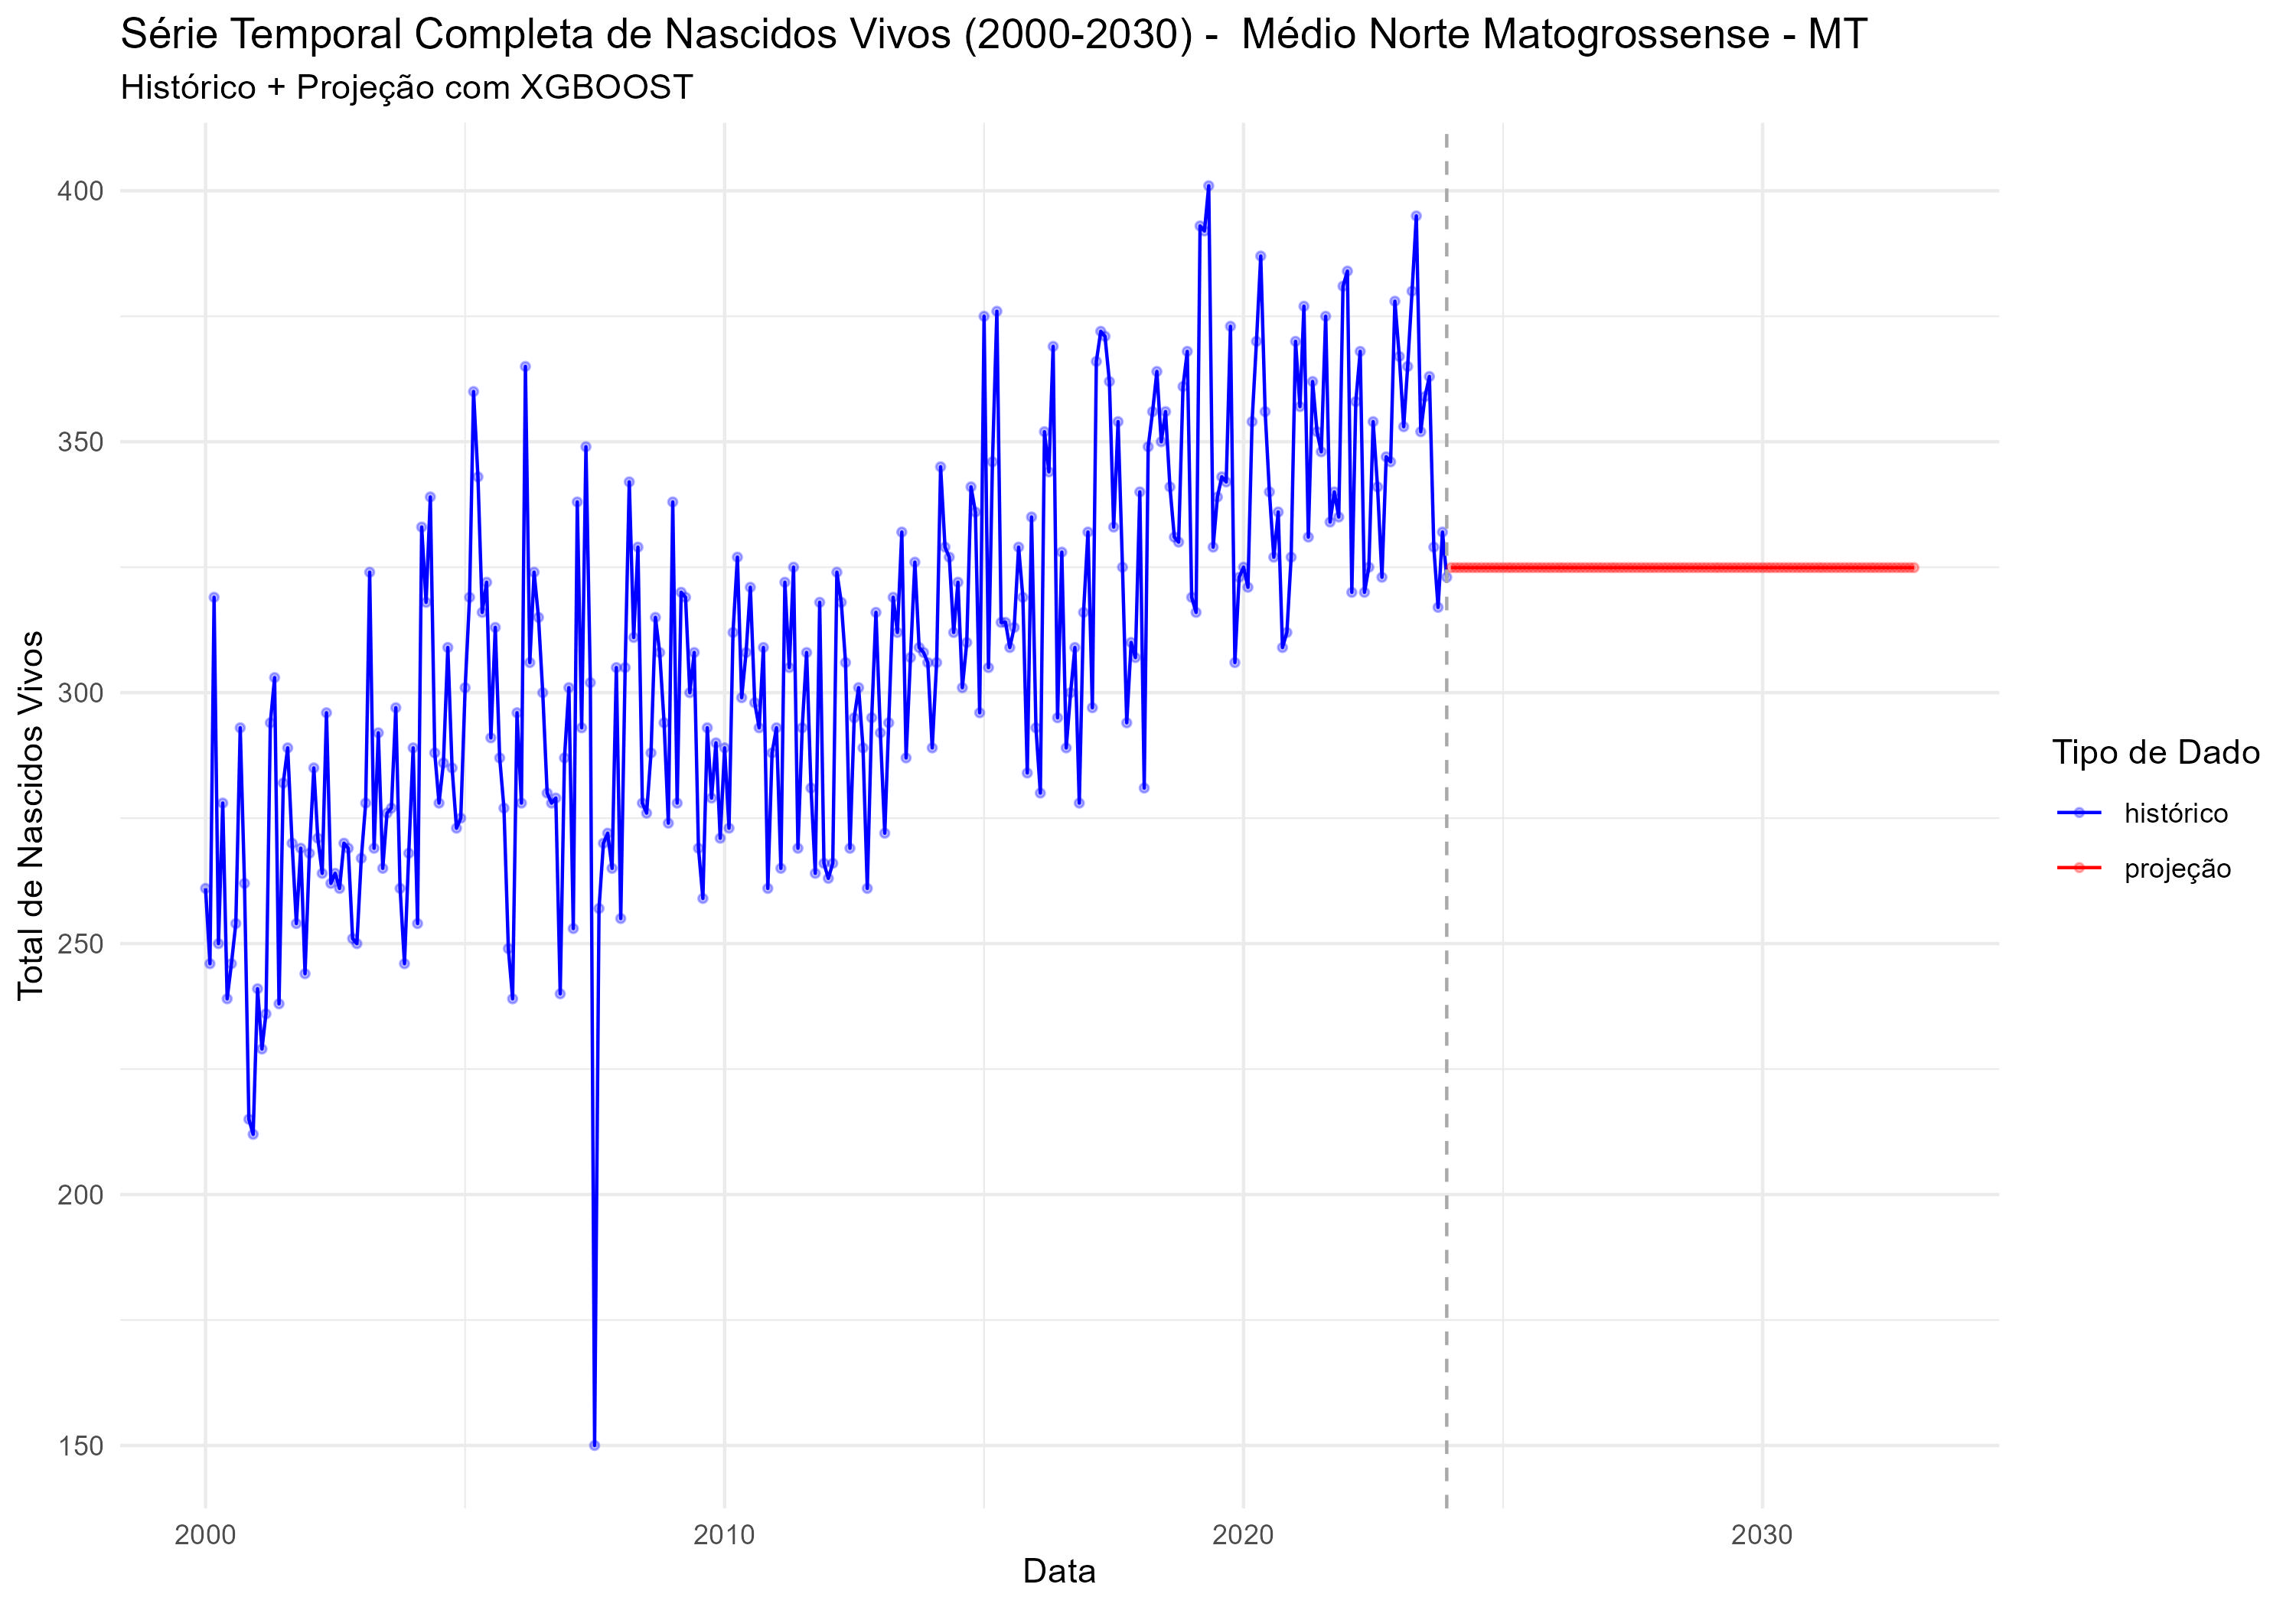 Série Temporal Completa de Nascidos Vivos (2000-2030) -  Médio Norte Matogrossense - MT
Histórico + Projeção com XGBOOST
Total de Nascidos Vivos
400
350
300
250
200
150
2000
2010
2020
2030
Data
Tipo de Dado
histórico
projeção